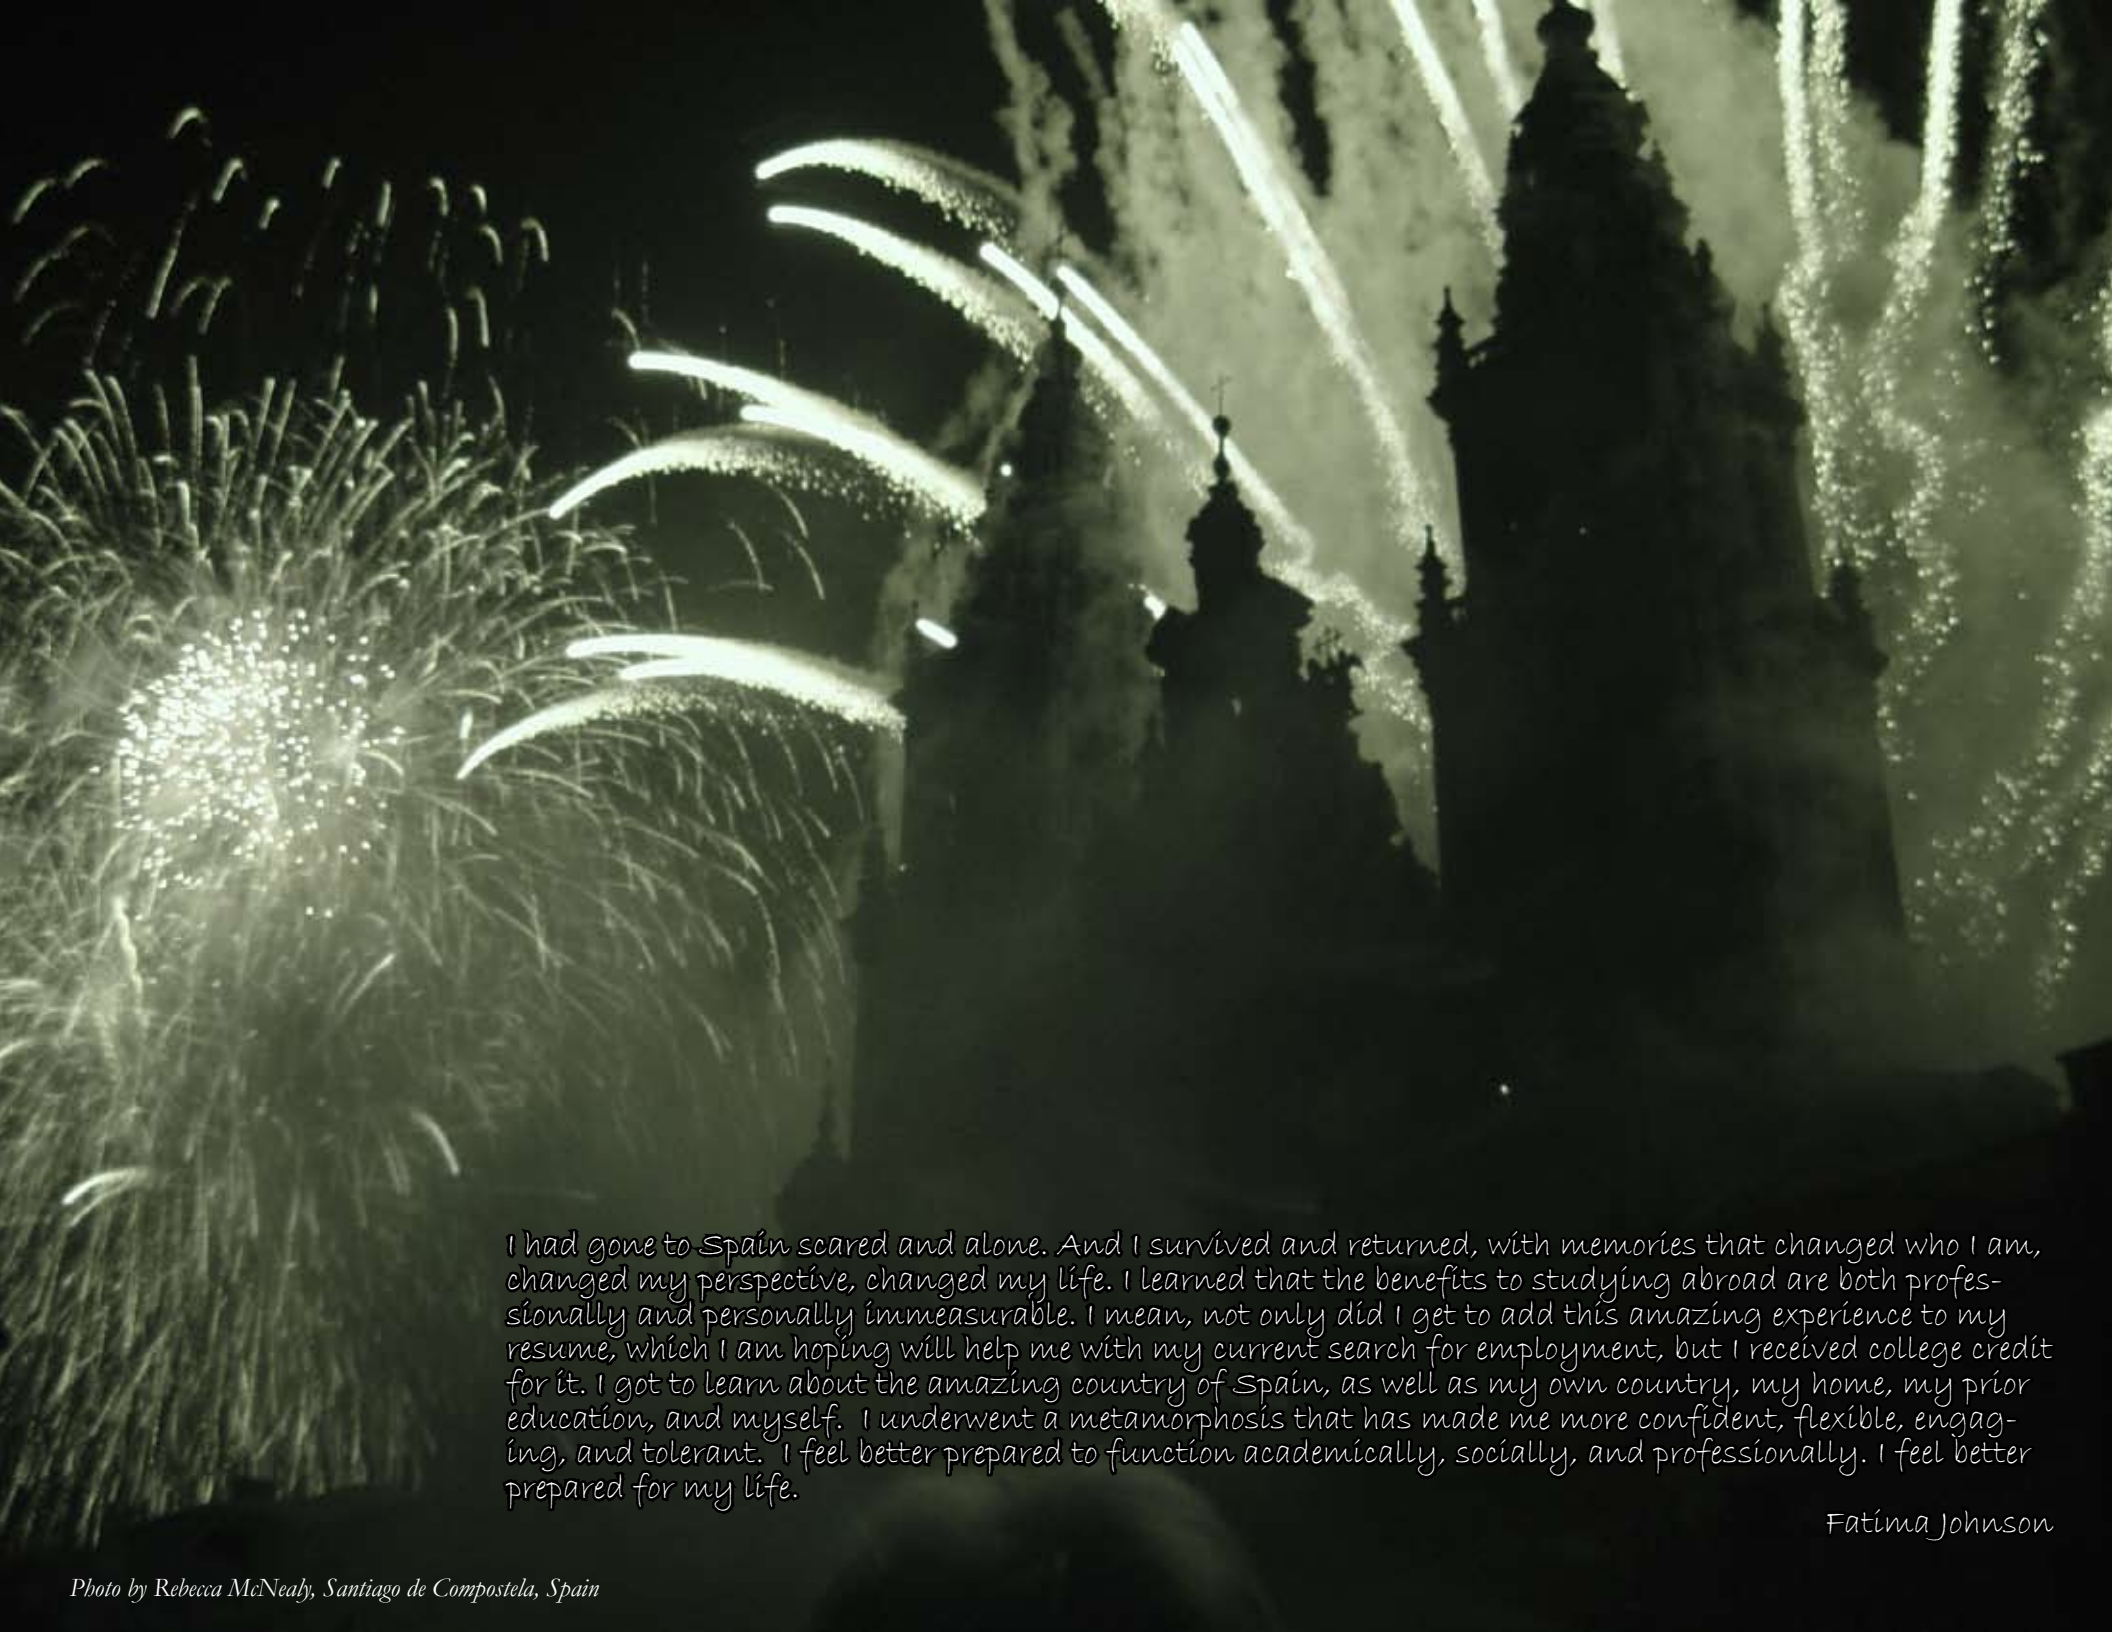 I had gone to Spain scared and alone. And I survived and returned, with memories that changed who I am,
changed my perspective, changed my life. I learned that the benefits to studying abroad are both profes-
sionally and personally immeasurable. I mean, not only did I get to add this amazing experience to my
resume, which I am hoping will help me with my current search for employment, but I received college credit
for it. I got to learn about the amazing country of Spain, as well as my own country, my home, my prior
education, and myself.  I underwent a metamorphosis that has made me more confident, flexible, engag-
ing, and tolerant.  I feel better prepared to function academically, socially, and professionally. I feel better
prepared for my life.
Fatima Johnson
Photo by Rebecca McNealy, Santiago de Compostela, Spain